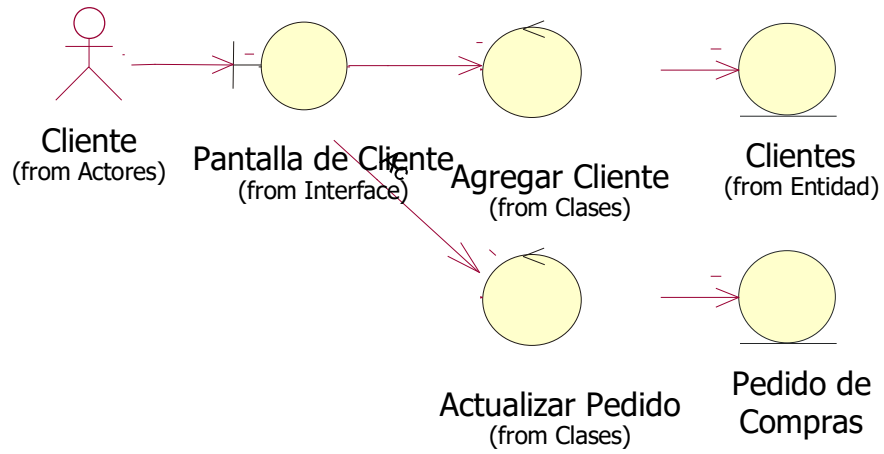 Cliente
(from Actores)
Pantalla de Cliente
(from Interface)
Agregar Cliente
(from Clases)
Clientes
(from Entidad)
Actualizar Pedido
(from Clases)
Pedido de
Compras